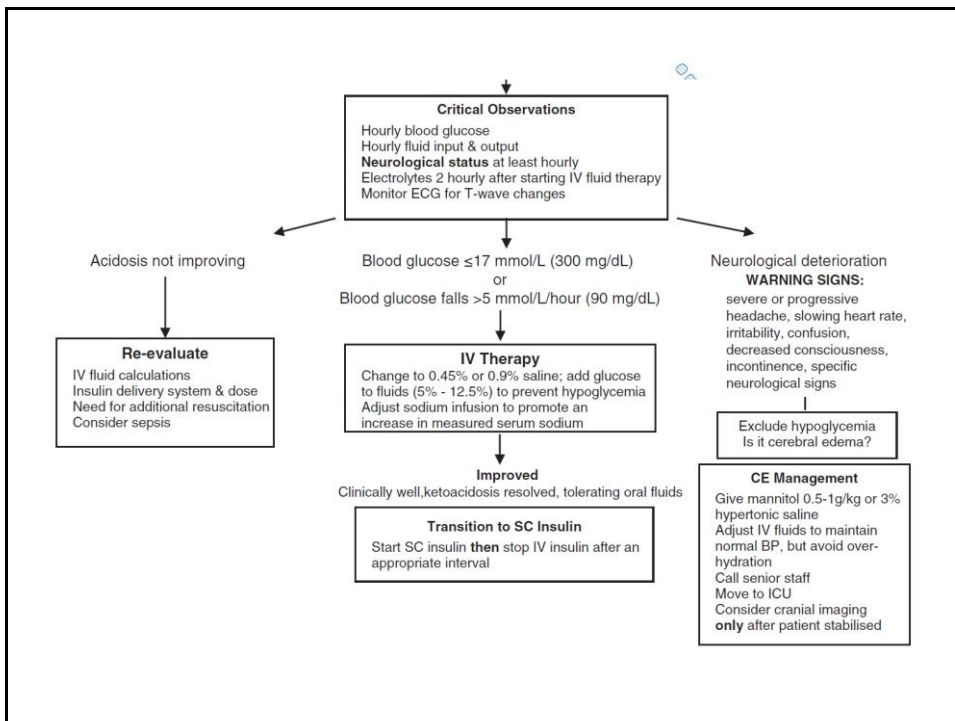 Critical Observations
Hourly blood glucose
Hourly fluid input & output
Neurological status at least hourly
Electrolytes 2 hourly after starting IV fluid therapy
Monitor ECG for T-wave changes
Acidosis not improving
Re-evaluate
IV fluid calculations
Insulin delivery system & dose
Need for additional resuscitation
Consider sepsis
Blood glucose ≤17 mmol/L (300 mg/dL)
or
Blood glucose falls >5 mmol/L/hour (90 mg/dL)
IV Therapy
Change to 0.45% or 0.9% saline; add glucose
to fluids (5% - 12.5%) to prevent hypoglycemia
Adjust sodium infusion to promote an
increase in measured serum sodium
Improved
Clinically well,ketoacidosis resolved, tolerating oral fluids
Transition to SC Insulin
Start SC insulin then stop IV insulin after an
appropriate interval
Neurological deterioration
WARNING SIGNS:
severe or progressive
headache, slowing heart rate,
irritability, confusion,
decreased consciousness,
incontinence, specific
neurological signs
Exclude hypoglycemia
Is it cerebral edema?
CE Management
Give mannitol 0.5-1g/kg or 3%
hypertonic saline
Adjust IV fluids to maintain
normal BP, but avoid over-
hydration
Call senior staff
Move to ICU
Consider cranial imaging
only after patient stabilised